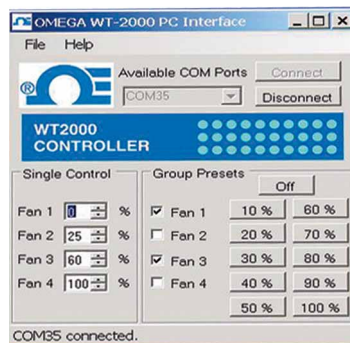 OMEGA WT-2000 PC Interface
File Help
Available COM Ports Connect
® COM35 Disconnect
WT2000
CONTROLLER
Single Control Group Presets
Off
Fan 1 0 % Fan 1 10 % 60 %
Fan 2 25 % Fan 2 20 % 70 %
Fan 3 60 % Fan 3 30 % 80 %
Fan 4 100 % Fan 4 40 % 90 %
50 % 100 %
COM35 connected.